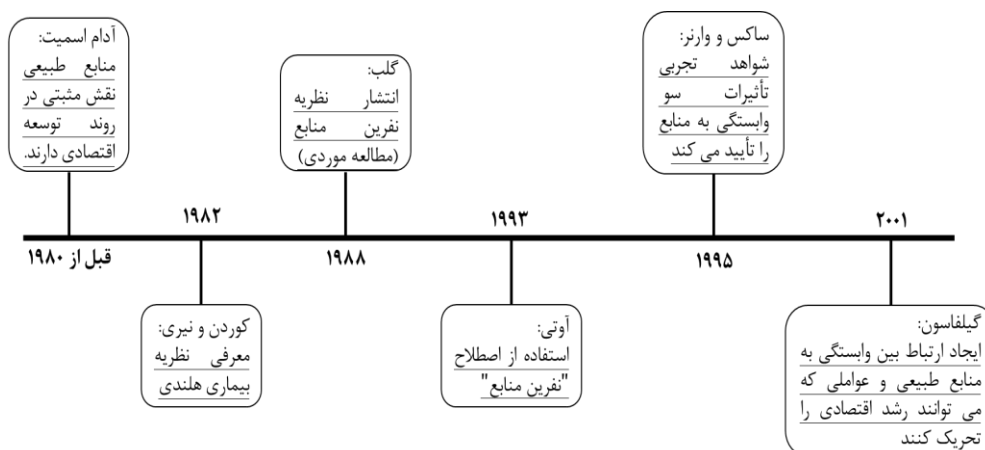 آدام اسمیت:
منابع طبیعی
نقش مثبتی در
روند توسعه
اقتصادی دارند.
قبل از ۱۹۸۰
۱۹۸۲
کوردن و نیری:
معرفی نظریه
بیماری هلندی
گلب:
انتشار نظریه
نفرین منابع
(مطالعه موردی)
۱۹۸۸
۱۹۹۳
آوتی:
استفاده از اصطلاح
"نفرین منابع"
ساکس و وارنر:
شواهد تجربی
تأثیرات سو
وابستگی به منابع
را تأیید می کند
۱۹۹۵
۲۰۰۱
گیلفاسون:
ایجاد ارتباط بین وابستگی به
منابع طبیعی و عواملی که
می توانند رشد اقتصادی را
تحریک کنند